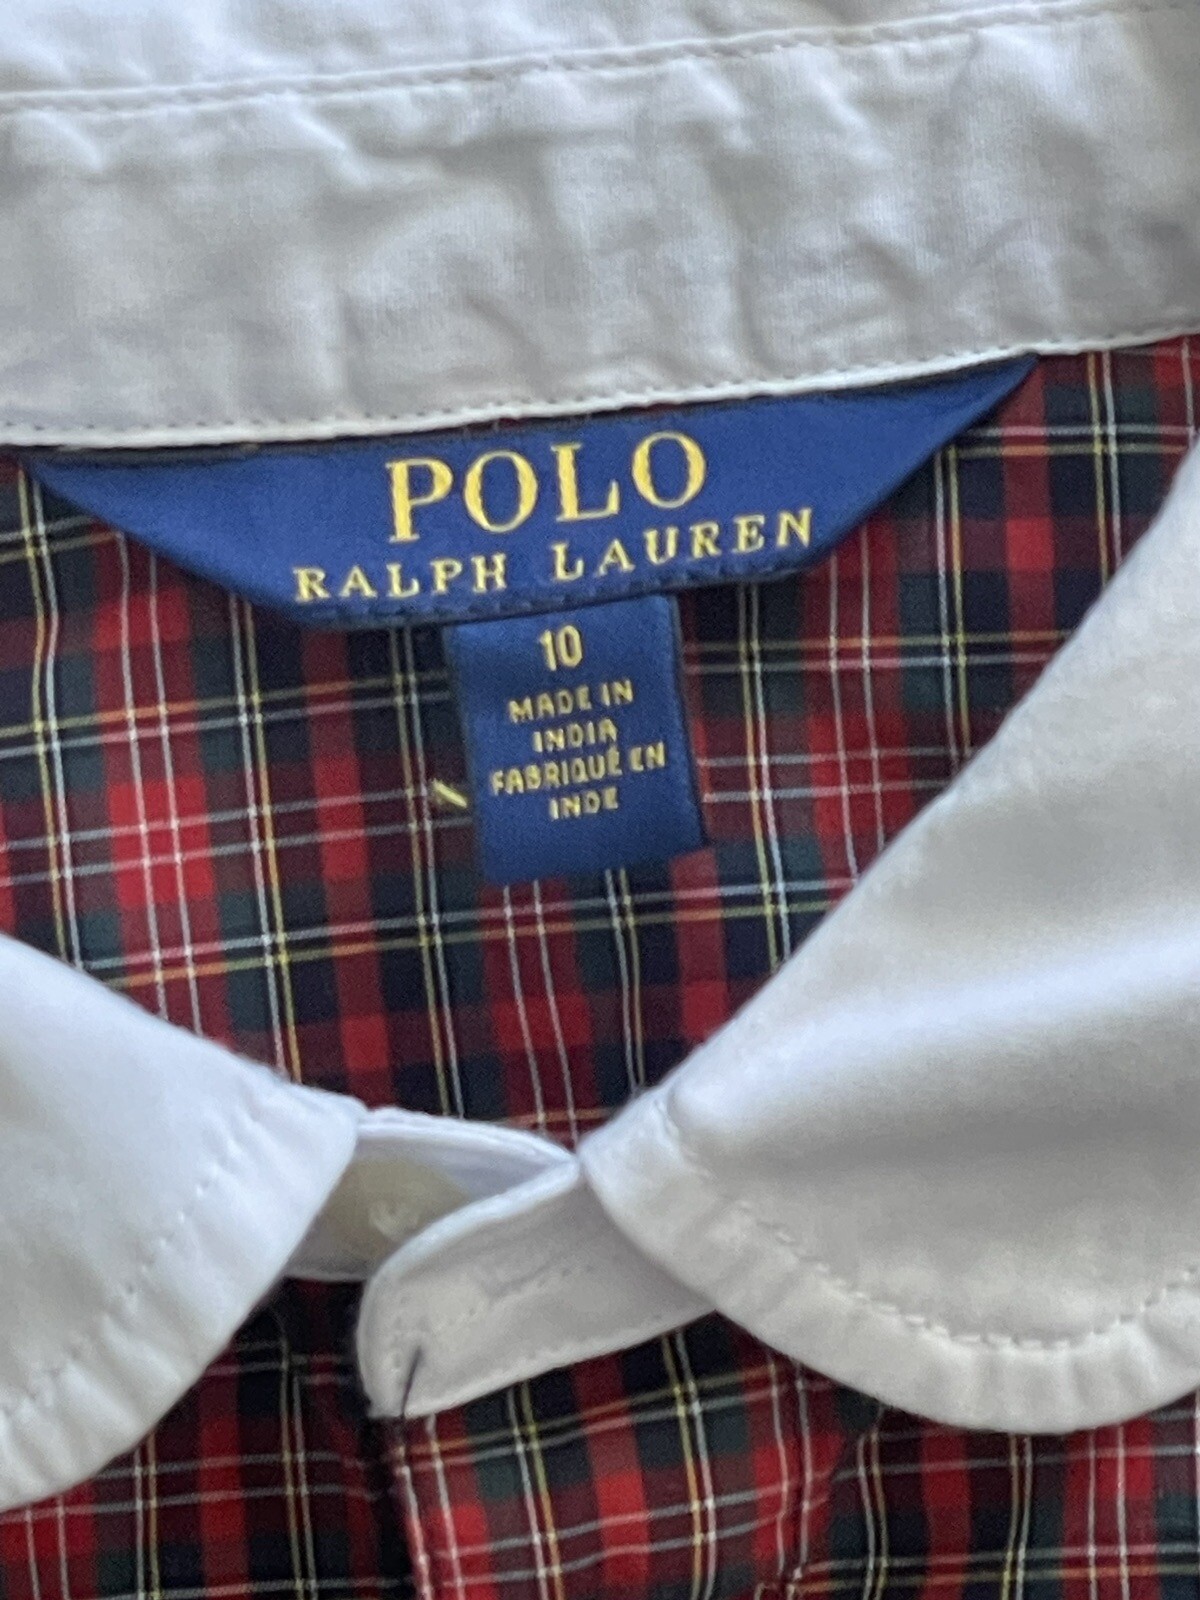 POLO
RALPH LAUREN
10
MADE IN
INDIA
FABRIQUÉ EN
INDE